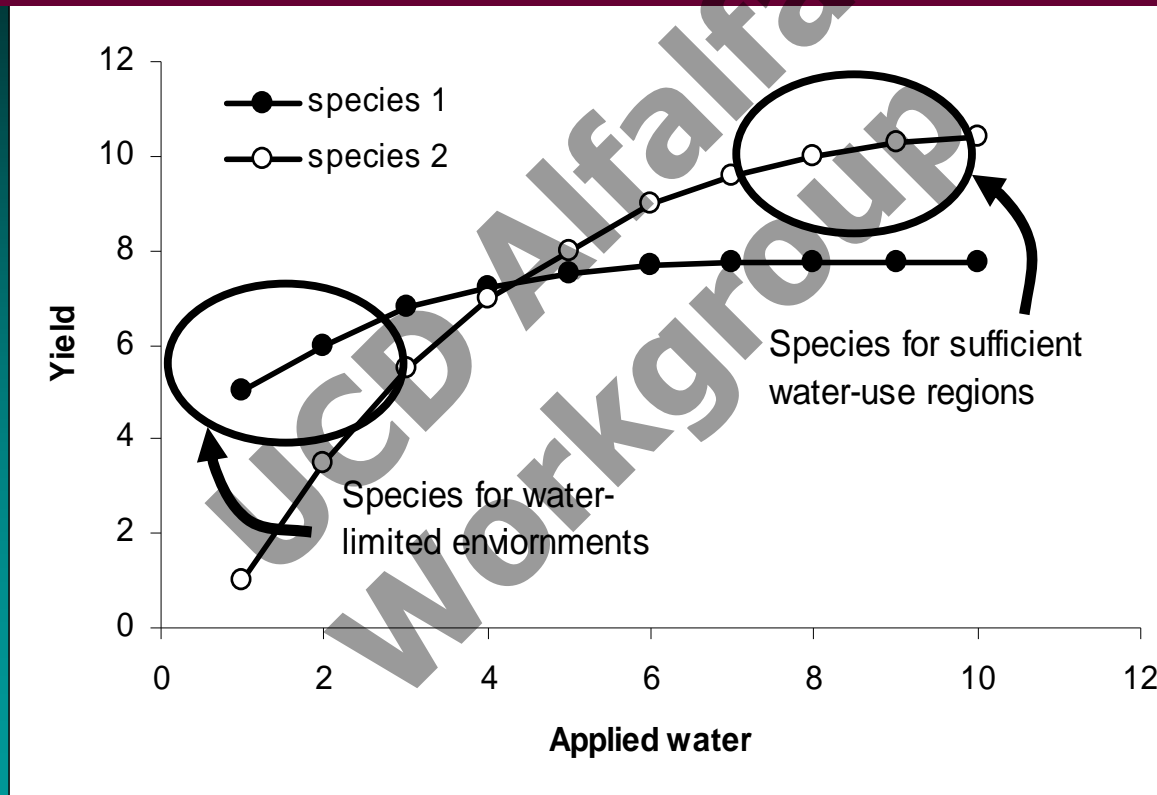 12
10
8
6
4
2
0
Yield
species 1
species 2
Species for sufficient
water-use regions
Species for water-
limited enviornments
0 2 4 6 8 10 12
Applied water
UCD Alfalfa
Workgroup